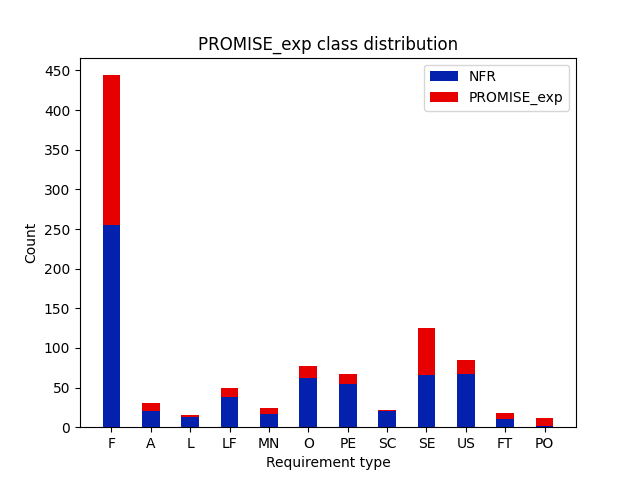 PROMISE_exp class distribution
NFR
PROMISE_exp
Count
450
400
350
300
250
200
150
100
50
0
F A L LF MN O PE SC SE US FT PO
Requirement type